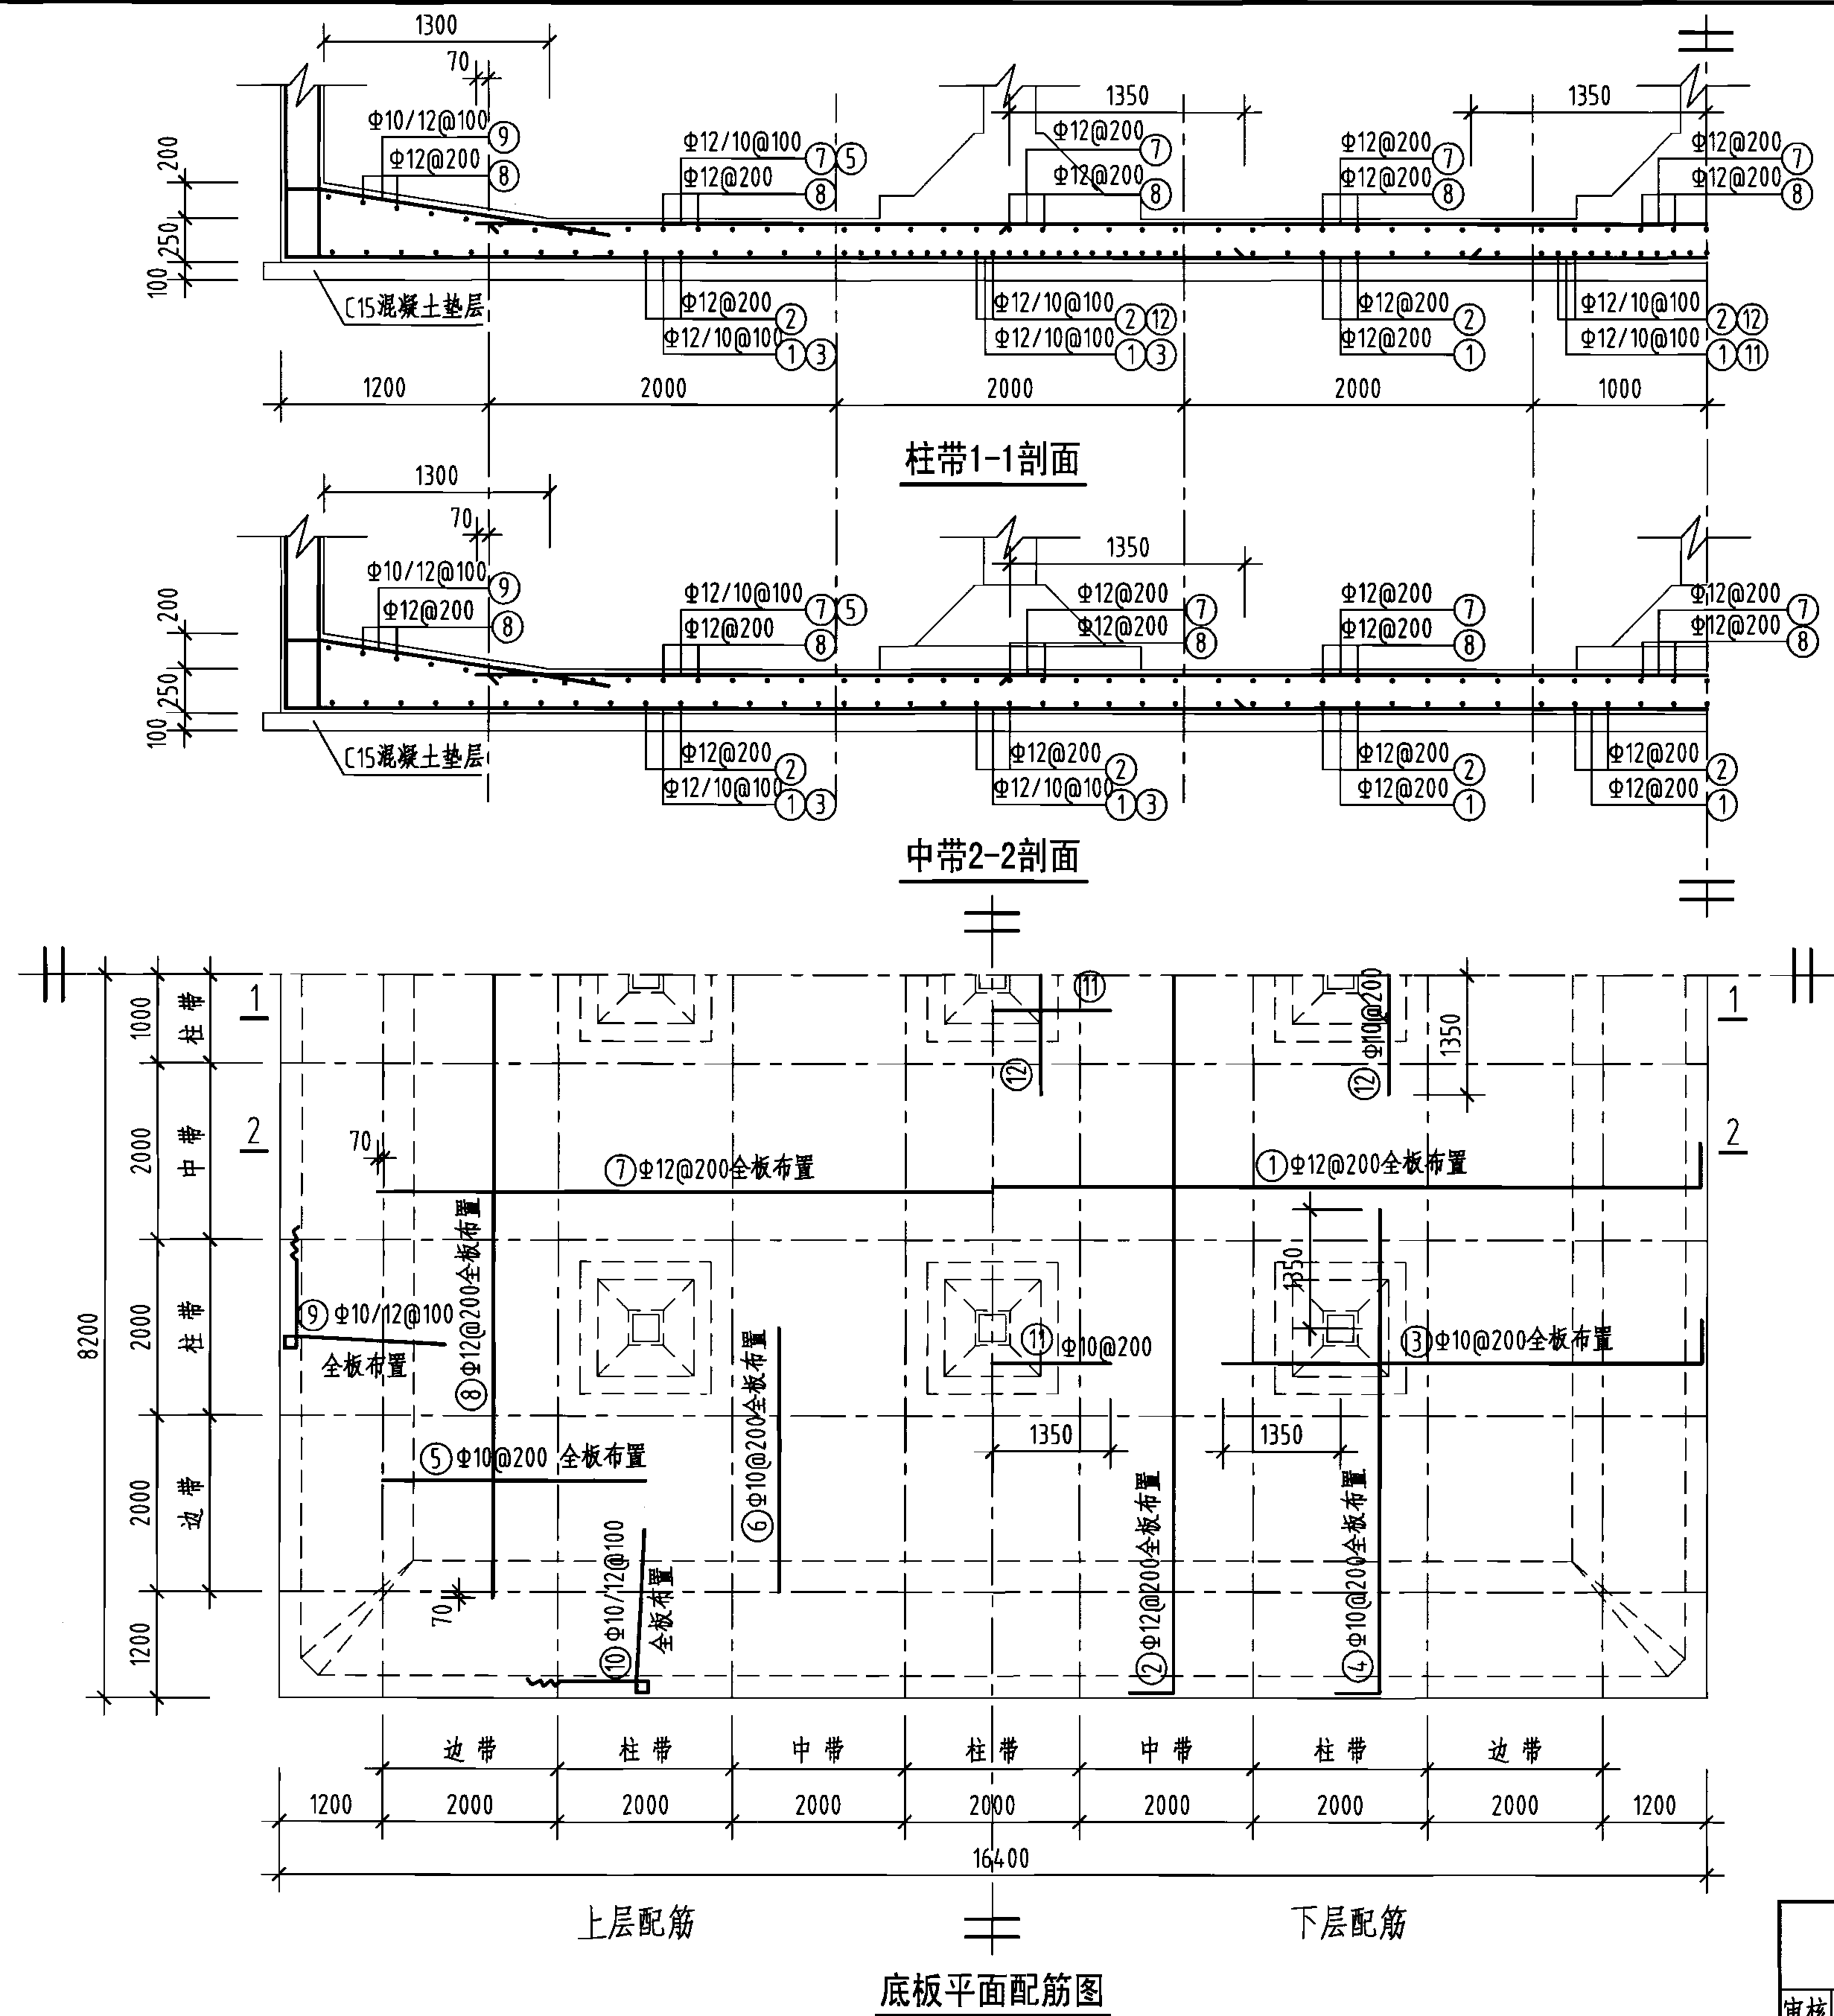 1300
70
1350
1350
Φ10/12@100 ⑨
Φ12@200 ⑧
Φ12/10@100 ⑦⑤
Φ12@200 ⑧
Φ12@200 ⑦
Φ12@200 ⑧
Φ12@200 ⑦
Φ12@200 ⑧
Φ12@200 ⑦
Φ12@200 ⑧
200
250
100
C15混凝土垫层
Φ12@200 ②
Φ12/10@100 ①③
Φ12/10@100 ②⑫
Φ12/10@100 ①③
Φ12@200 ②
Φ12@200 ①
Φ12/10@100 ②⑫
Φ12/10@100 ①⑪
1200 2000 2000 2000 1000
柱带1-1剖面
1300
70
1350
Φ10/12@100 ⑨
Φ12@200 ⑧
Φ12/10@100 ⑦⑤
Φ12@200 ⑧
Φ12@200 ⑦
Φ12@200 ⑧
Φ12@200 ⑦
Φ12@200 ⑧
Φ12@200 ⑦
Φ12@200 ⑧
200
250
100
C15混凝土垫层
Φ12@200 ②
Φ12/10@100 ①③
Φ12@200 ②
Φ12/10@100 ①③
Φ12@200 ②
Φ12@200 ①
Φ12@200 ②
Φ12@200 ①
中带2-2剖面
1 1
2 2
8200
1000 2000 2000 2000 1200
柱带 中带 柱带 边带
⑪
⑫
⑫Φ10@200
1350
70
⑦Φ12@200全板布置
①Φ12@200全板布置
⑧Φ12@200全板布置
⑨Φ10/12@100
全板布置
1350
⑪Φ10@200
③Φ10@200全板布置
1350
1350
⑤Φ10@200 全板布置
⑥Φ10@200全板布置
⑩Φ10/12@100
全板布置
②Φ12@200全板布置
④Φ10@200全板布置
70
边带 柱带 中带 柱带 中带 柱带 边带
1200 2000 2000 2000 2000 2000 2000 2000 1200
16400
上层配筋 下层配筋
底板平面配筋图
审核